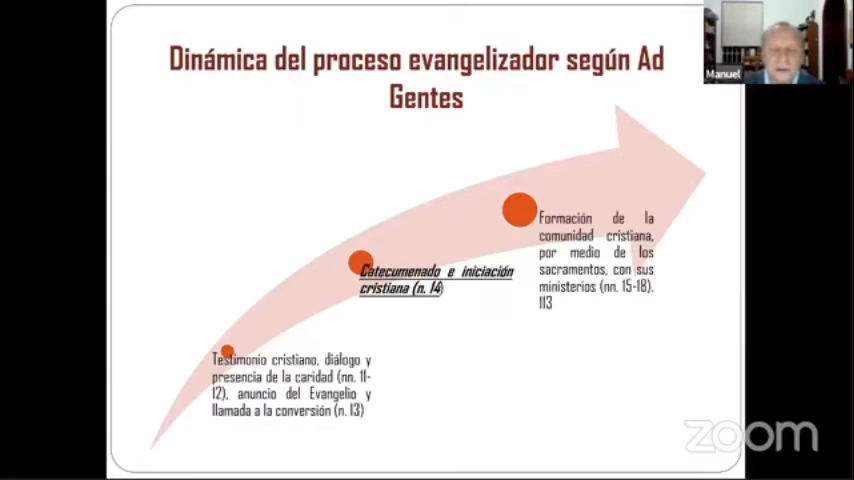 Dinámica del proceso evangelizador según Ad
Gentes
Manuel
Formación de la
comunidad cristiana,
por medio de los
sacramentos, con sus
ministerios (nn. 15-18).
113
Catecumenado e iniciación
cristiana (n. 14)
Testimonio cristiano, diálogo y
presencia de la caridad (nn. 11-
12), anuncio del Evangelio y
llamada a la conversión (n. 13)
zoom